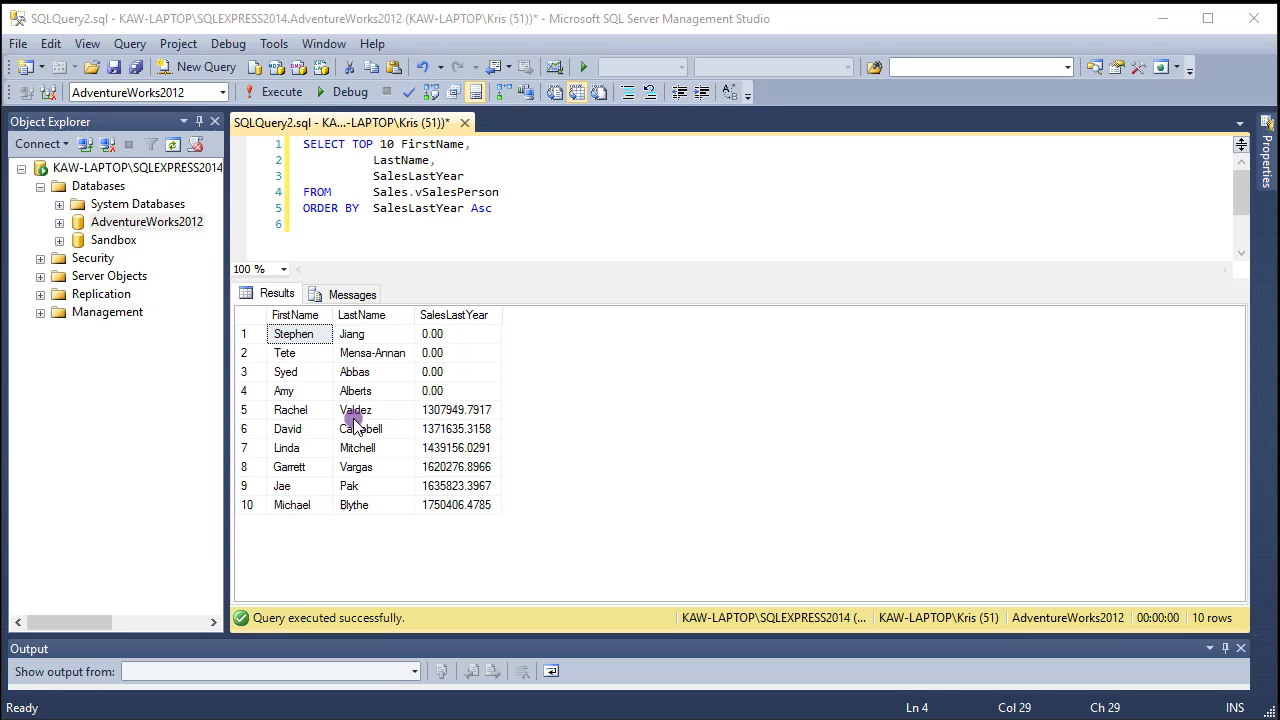 SQLQuery2.sql - KAW-LAPTOP\SQLEXPRESS2014.AdventureWorks2012 (KAW-LAPTOP\Kris (51))* - Microsoft SQL Server Management Studio
File Edit View Query Project Debug Tools Window Help
New Query
AdventureWorks2012 Execute Debug
Object Explorer
Connect
KAW-LAPTOP\SQLEXPRESS2014
Databases
System Databases
AdventureWorks2012
Sandbox
Security
Server Objects
Replication
Management
SQLQuery2.sql - KA...-LAPTOP\Kris (51))*
1 SELECT TOP 10 FirstName,
2 LastName,
3 SalesLastYear
4 FROM Sales.vSalesPerson
5 ORDER BY SalesLastYear Asc
6
100 %
Results Messages
FirstName LastName SalesLastYear
1 Stephen Jiang 0.00
2 Tete Mensa-Annan 0.00
3 Syed Abbas 0.00
4 Amy Alberts 0.00
5 Rachel Valdez 1307949.7917
6 David Campbell 1371635.3158
7 Linda Mitchell 1439156.0291
8 Garrett Vargas 1620276.8966
9 Jae Pak 1635823.3967
10 Michael Blythe 1750406.4785
Query executed successfully. KAW-LAPTOP\SQLEXPRESS2014 (... KAW-LAPTOP\Kris (51) AdventureWorks2012 00:00:00 10 rows
Properties
Output
Show output from:
Ready Ln 4 Col 29 Ch 29 INS